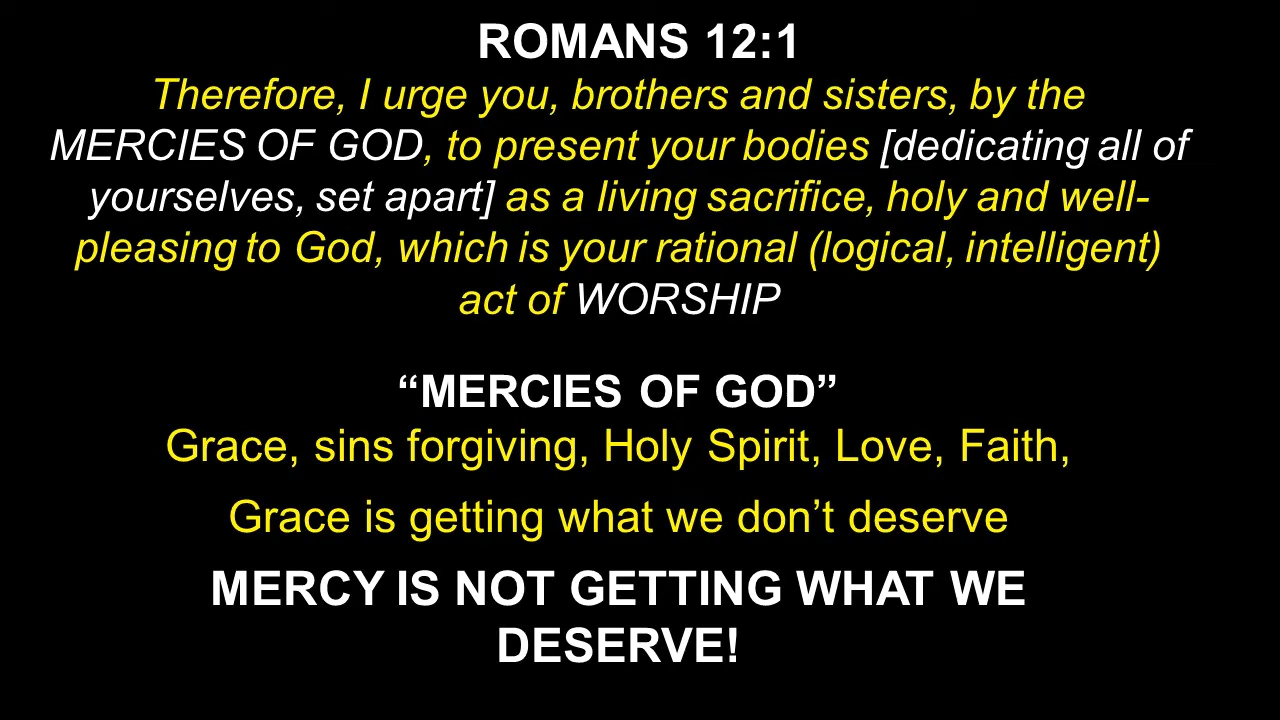 ROMANS 12:1
Therefore, I urge you, brothers and sisters, by the
MERCIES OF GOD, to present your bodies [dedicating all of
yourselves, set apart] as a living sacrifice, holy and well-
pleasing to God, which is your rational (logical, intelligent)
act of WORSHIP
“MERCIES OF GOD”
Grace, sins forgiving, Holy Spirit, Love, Faith,
Grace is getting what we don’t deserve
MERCY IS NOT GETTING WHAT WE
DESERVE!